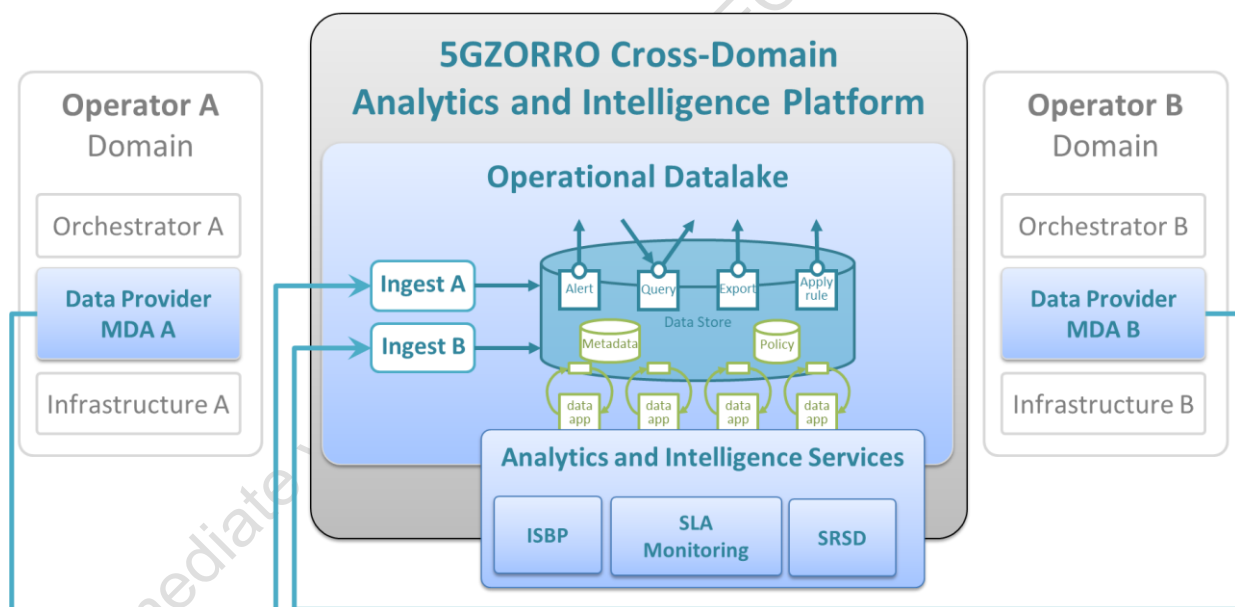 5GZORRO Cross-Domain
Analytics and Intelligence Platform
Operator A
Domain
Orchestrator A
Data Provider
MDA A
Infrastructure A
Operational Datalake
Ingest A
Ingest B
Alert
Query
Export
Apply
rule
Data Store
Metadata
Policy
data
app
data
app
data
app
data
app
Analytics and Intelligence Services
ISBP
SLA
Monitoring
SRSD
Operator B
Domain
Orchestrator B
Data Provider
MDA B
Infrastructure B